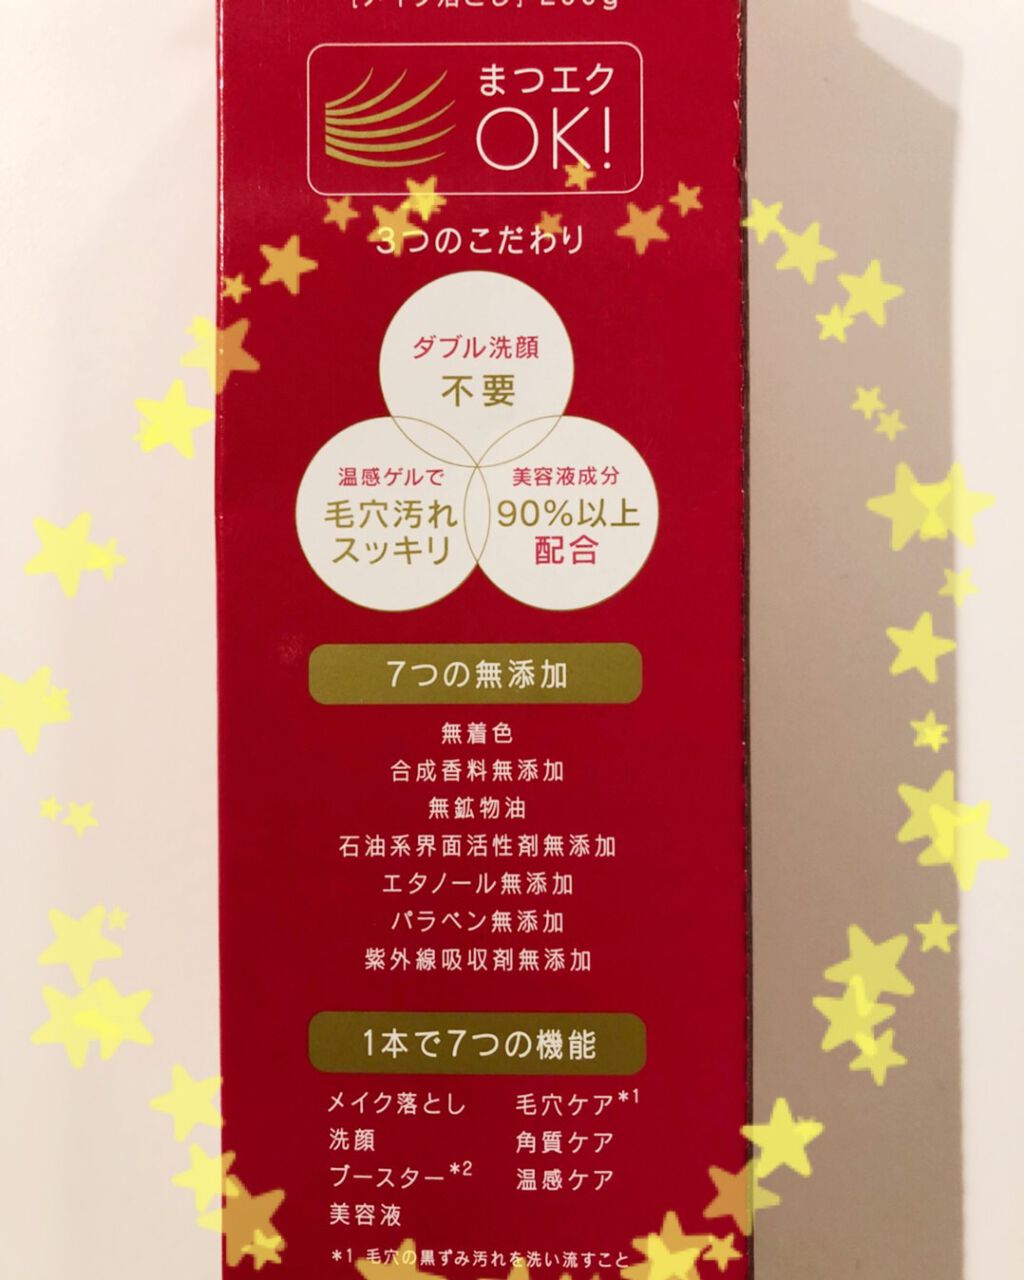 [メイク落とし] 200g
まつエク
OK!
3つのこだわり
ダブル洗顔
不要
温感ゲルで
毛穴汚れ
スッキリ
美容液成分
90%以上
配合
7つの無添加
無着色
合成香料無添加
無鉱物油
石油系界面活性剤無添加
エタノール無添加
パラベン無添加
紫外線吸収剤無添加
1本で7つの機能
メイク落とし
洗顔
ブースター*2
美容液
毛穴ケア*1
角質ケア
温感ケア
*1 毛穴の黒ずみ汚れを洗い流すこと